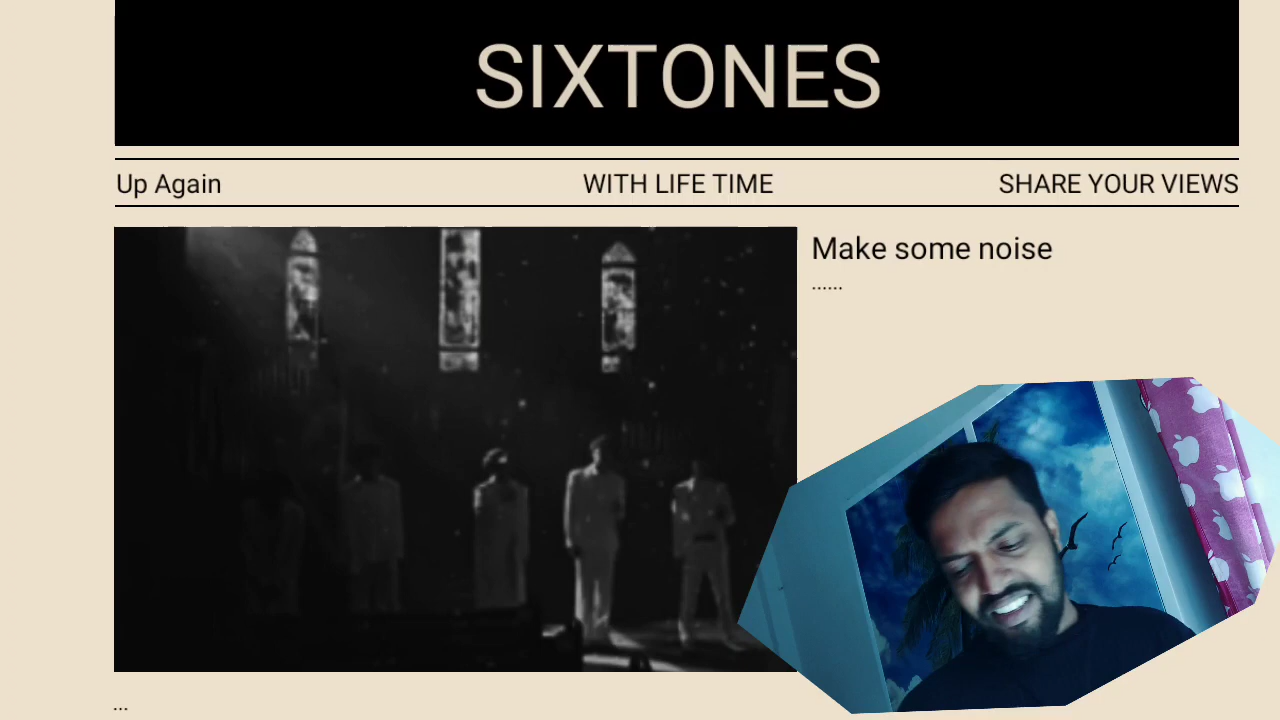 SIXTONES
Up Again
WITH LIFE TIME
SHARE YOUR VIEWS
Make some noise
......
...